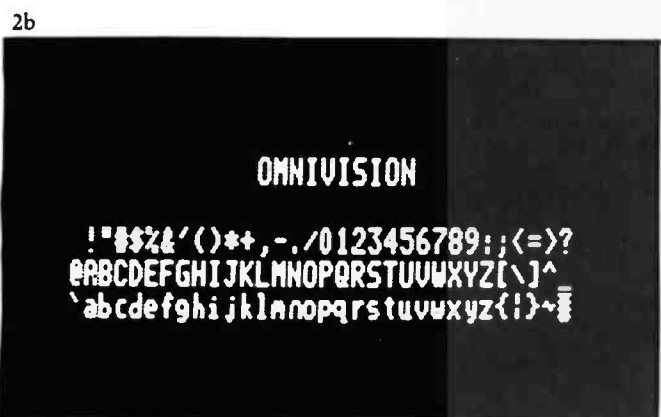 2b
OMNIVISION
!"#$%&'()*+,-./0123456789:;<=>?
@ABCDEFGHIJKLMNOPQRSTUVWXYZ[\]^_
`abcdefghijklmnopqrstuvwxyz{¦}~